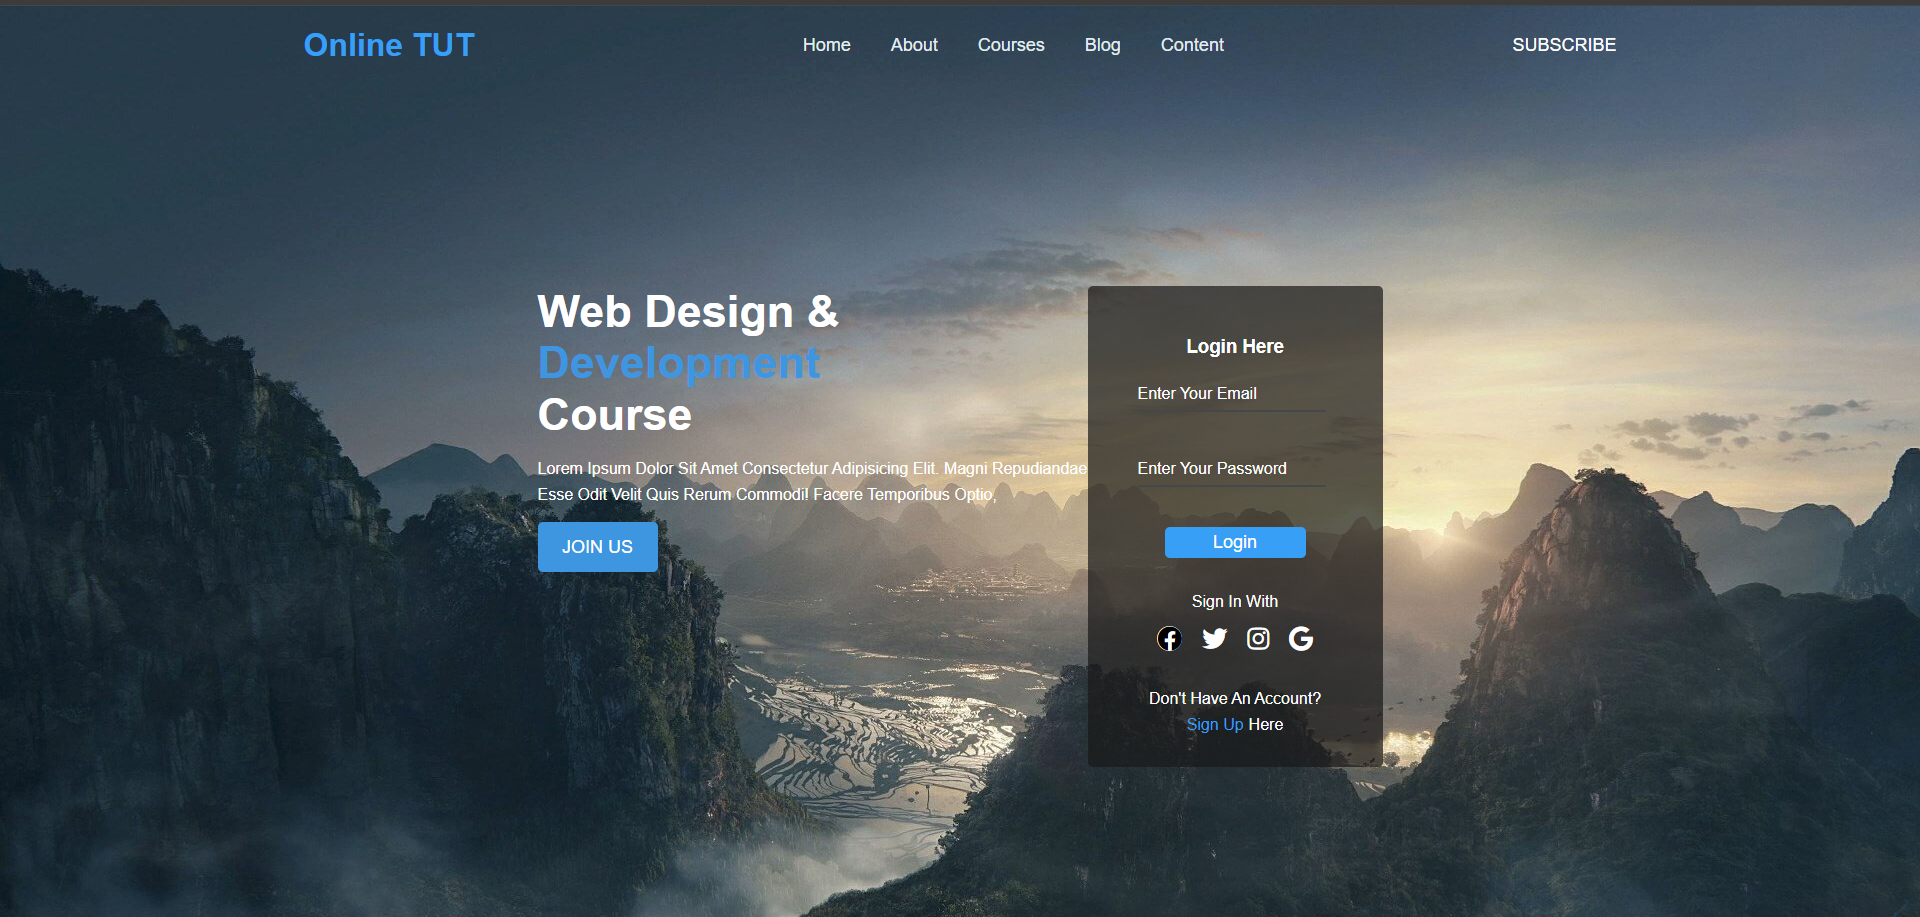 Online TUT
Home About Courses Blog Content
SUBSCRIBE
Web Design &
Development
Course
Lorem Ipsum Dolor Sit Amet Consectetur Adipisicing Elit. Magni Repudiandae
Esse Odit Velit Quis Rerum Commodi! Facere Temporibus Optio,
JOIN US
Login Here
Enter Your Email
Enter Your Password
Login
Sign In With
Don't Have An Account?
Sign Up Here